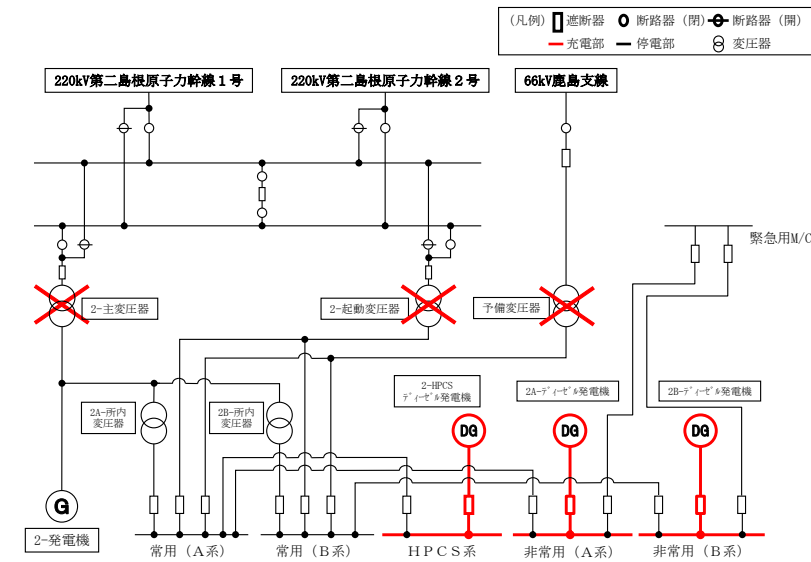 (凡例) 遮断器 断路器（閉） 断路器（開）
充電部 停電部 変圧器
220kV第二島根原子力幹線１号 220kV第二島根原子力幹線２号 66kV鹿島支線
緊急用M/C
2-主変圧器 2-起動変圧器 予備変圧器
2-HPCS
ディーゼル発電機
2A-ディーゼル発電機 2B-ディーゼル発電機
2A-所内
変圧器
2B-所内
変圧器
DG DG DG
G
2-発電機
常用（A系） 常用（B系） ＨＰＣＳ系 非常用（A系） 非常用（B系）